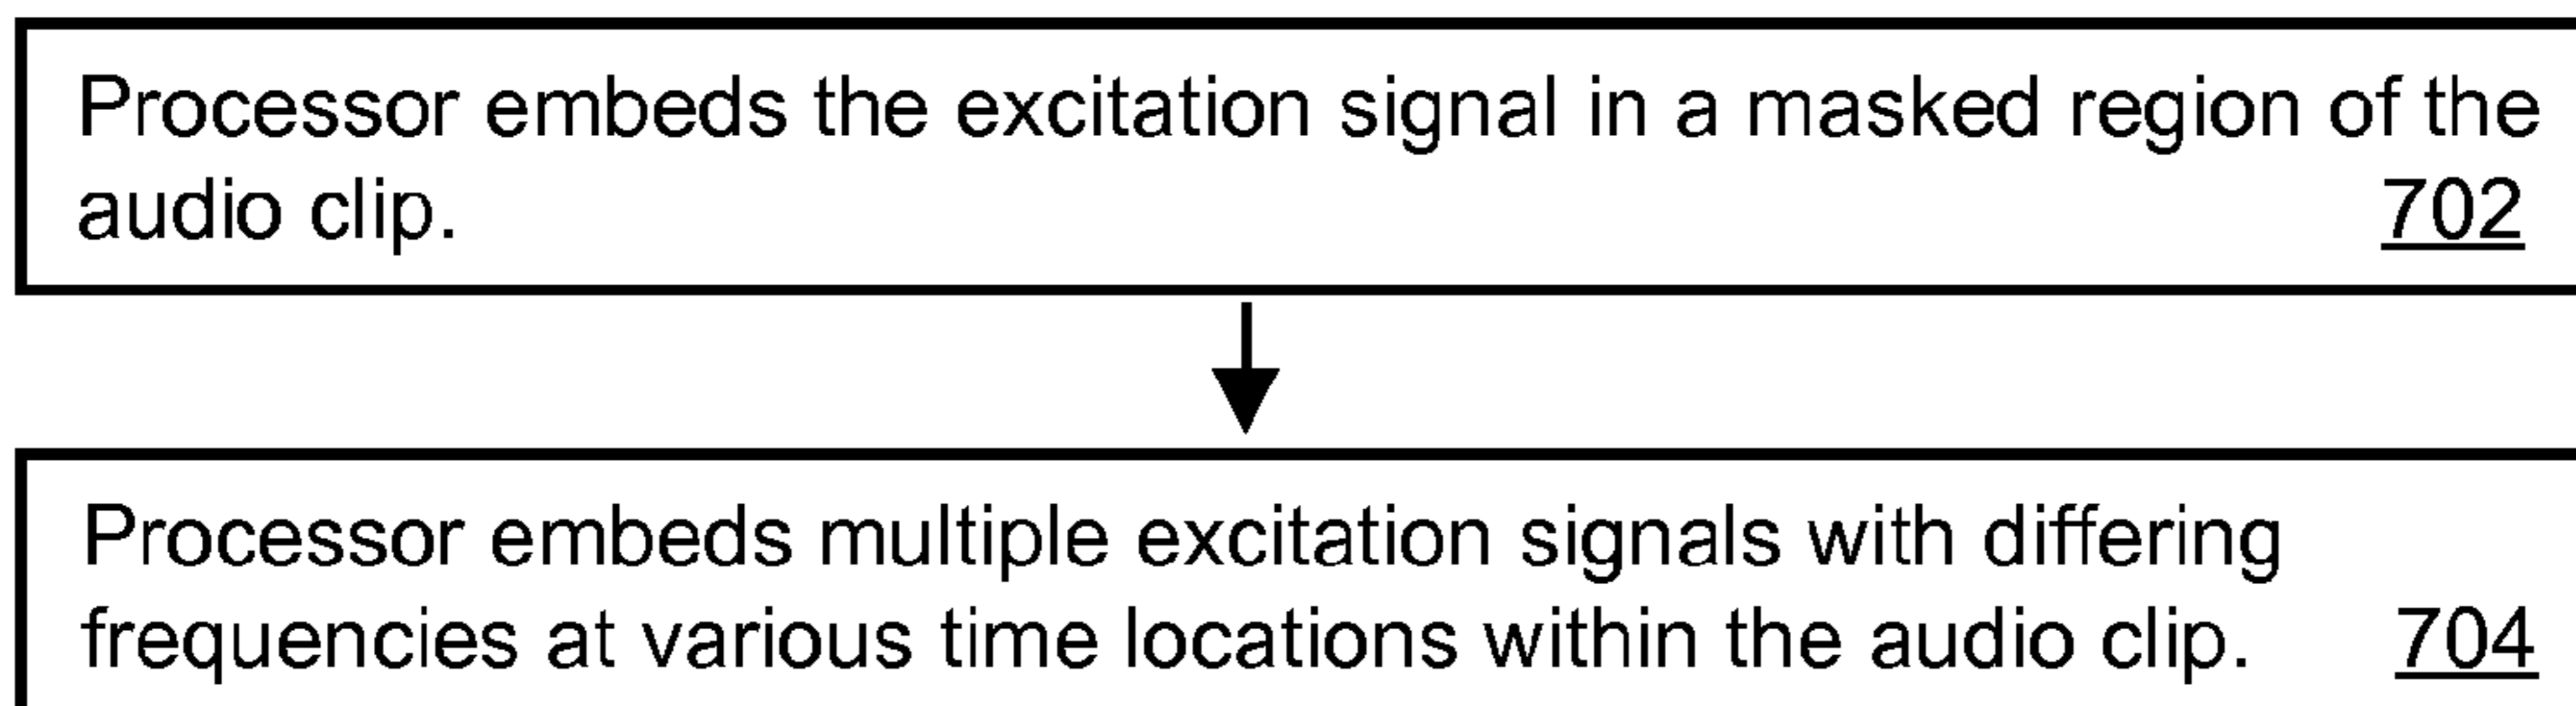 Processor embeds the excitation signal in a masked region of the
audio clip. 702
Processor embeds multiple excitation signals with differing
frequencies at various time locations within the audio clip. 704